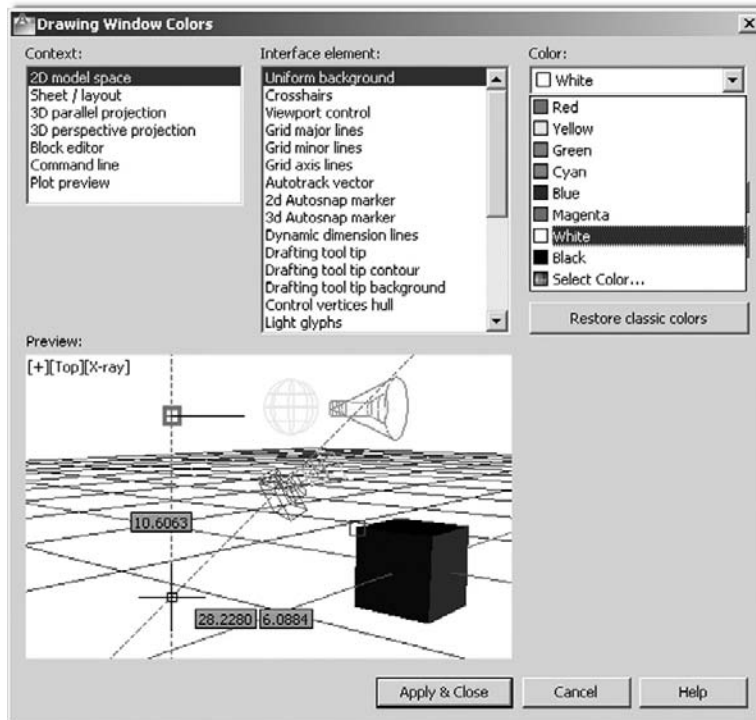 Drawing Window Colors
Context:
2D model space
Sheet / layout
3D parallel projection
3D perspective projection
Block editor
Command line
Plot preview
Interface element:
Uniform background
Crosshairs
Viewport control
Grid major lines
Grid minor lines
Grid axis lines
Autotrack vector
2d Autosnap marker
3d Autosnap marker
Dynamic dimension lines
Drafting tool tip
Drafting tool tip contour
Drafting tool tip background
Control vertices hull
Light glyphs
Color:
White
Red
Yellow
Green
Cyan
Blue
Magenta
White
Black
Select Color...
Restore classic colors
Preview:
[+][Top][X-ray]
10.6063
28.2280 6.0884
Apply & Close
Cancel
Help